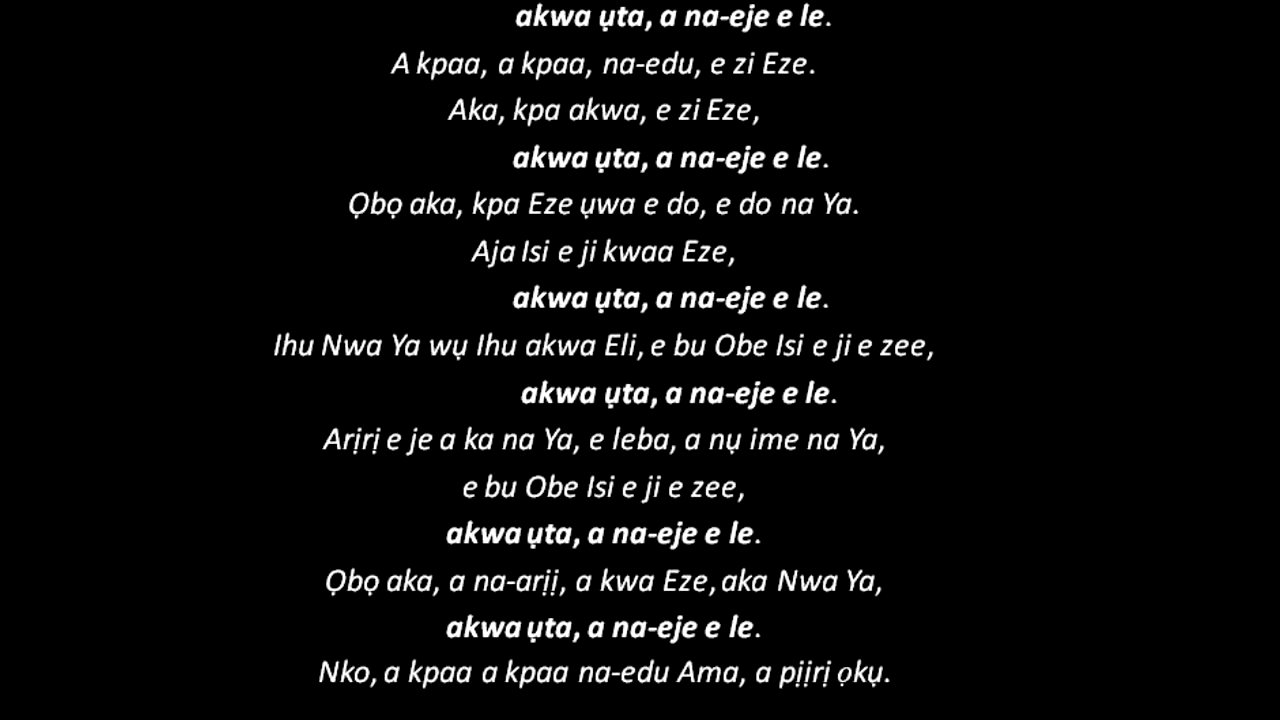 akwa ụta, a na-eje e le.
A kpaa, a kpaa, na-edu, e zi Eze.
Aka, kpa akwa, e zi Eze,
akwa ụta, a na-eje e le.
Ọbọ aka, kpa Eze ụwa e do, e do na Ya.
Aja Isi e ji kwaa Eze,
akwa ụta, a na-eje e le.
Ihu Nwa Ya wụ Ihu akwa Eli, e bu Obe Isi e ji e zee,
akwa ụta, a na-eje e le.
Arịrị e je a ka na Ya, e leba, a nụ ime na Ya,
e bu Obe Isi e ji e zee,
akwa ụta, a na-eje e le.
Ọbọ aka, a na-arịị, a kwa Eze, aka Nwa Ya,
akwa ụta, a na-eje e le.
Nko, a kpaa a kpaa na-edu Ama, a pịịrị ọkụ.